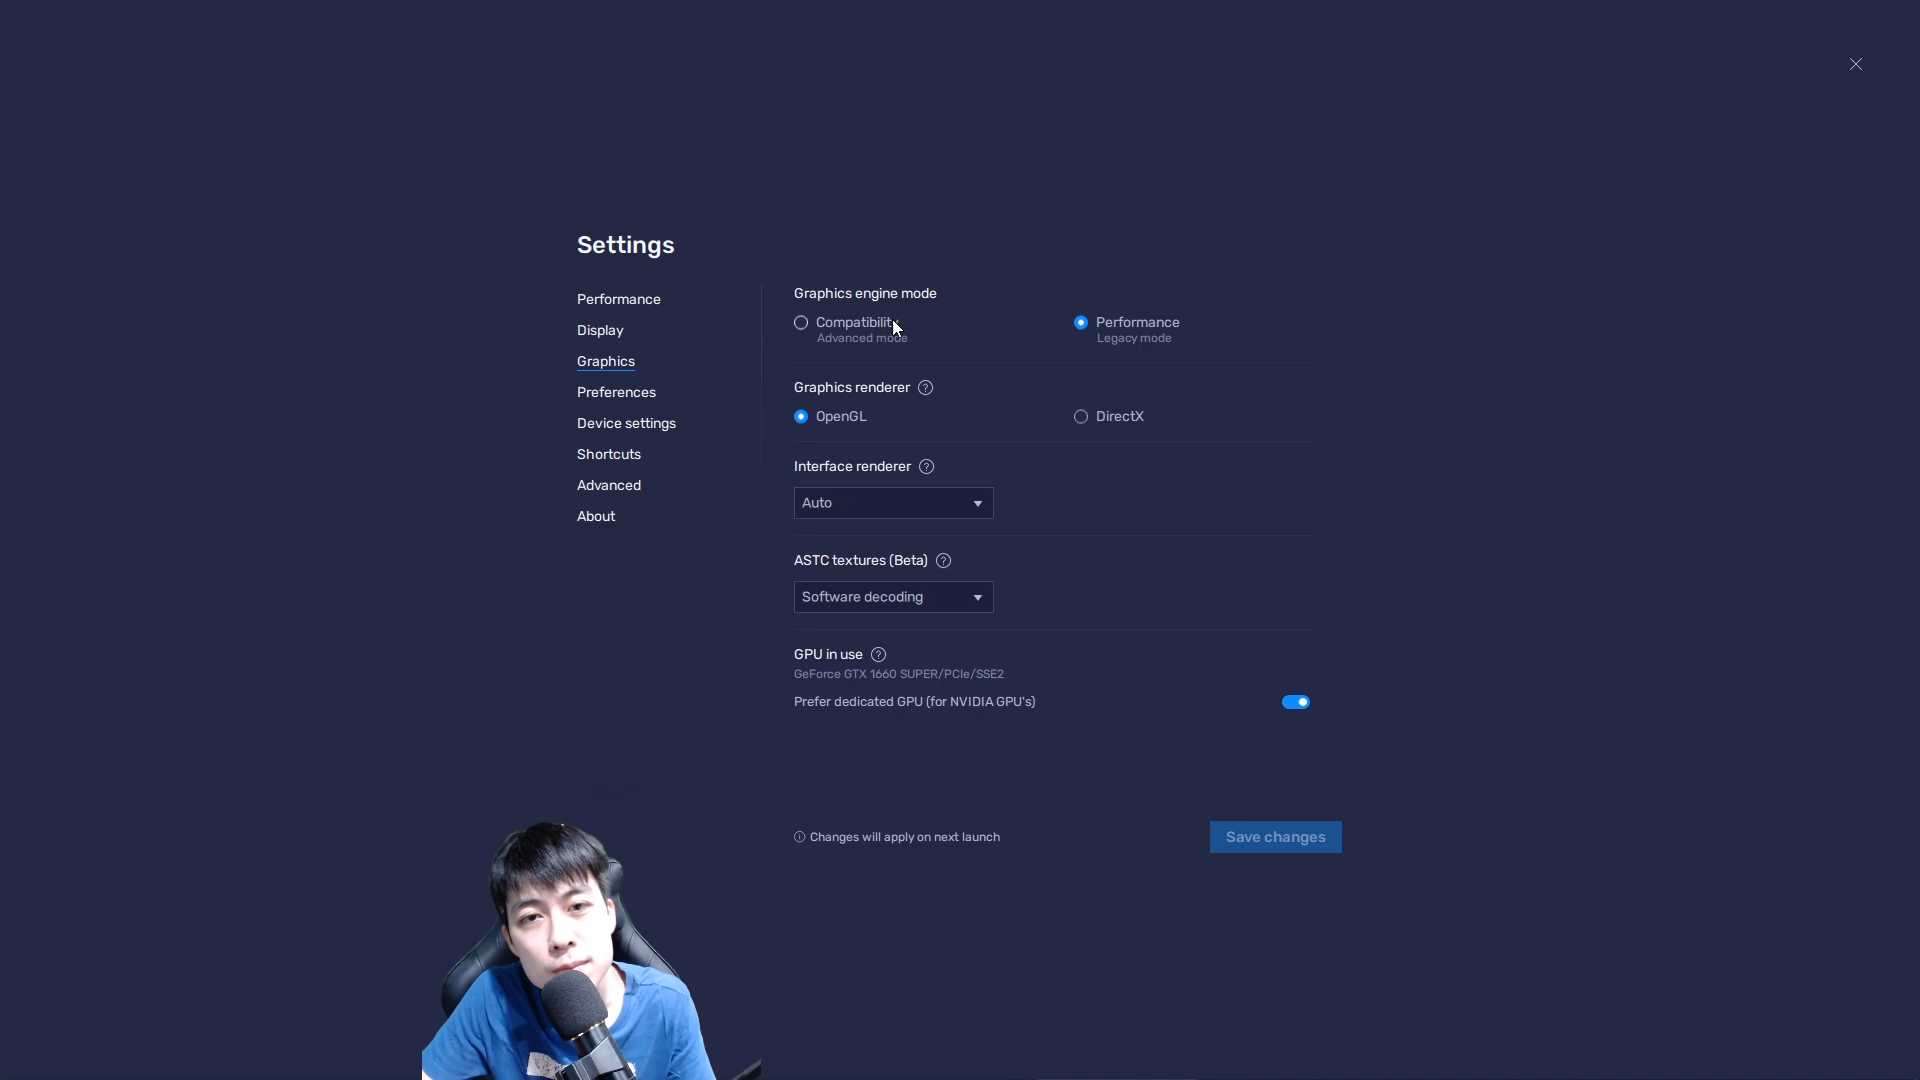 Settings
Performance
Display
Graphics
Preferences
Device settings
Shortcuts
Advanced
About
Graphics engine mode
Compatibility
Advanced mode
Performance
Legacy mode
Graphics renderer ?
OpenGL
DirectX
Interface renderer ?
Auto
ASTC textures (Beta) ?
Software decoding
GPU in use ?
GeForce GTX 1660 SUPER/PCIe/SSE2
Prefer dedicated GPU (for NVIDIA GPU's)
Changes will apply on next launch
Save changes